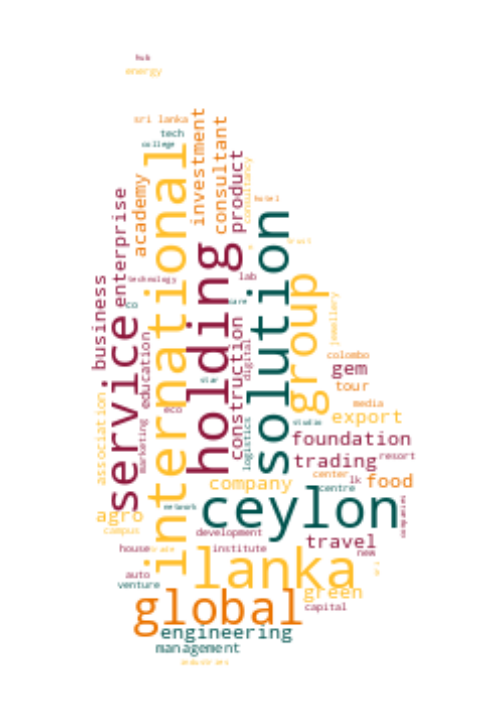 hub
energy
sri lanka
tech
college
investment
consultant
product
consultancy
academy
international
enterprise
hotel
trust
holding
solution
technology
lab
business
service
group
jewellery
care
construction
digital
education
marketing
star
eco
colombo
gem
tour
media
export
studio
association
logistics
foundation
trading
resort
center
lk
food
centre
company
companies
ceylon
agro
campus
network
development
travel
new
house
trade
institute
lanka
auto
venture
green
capital
global
engineering
management
industries